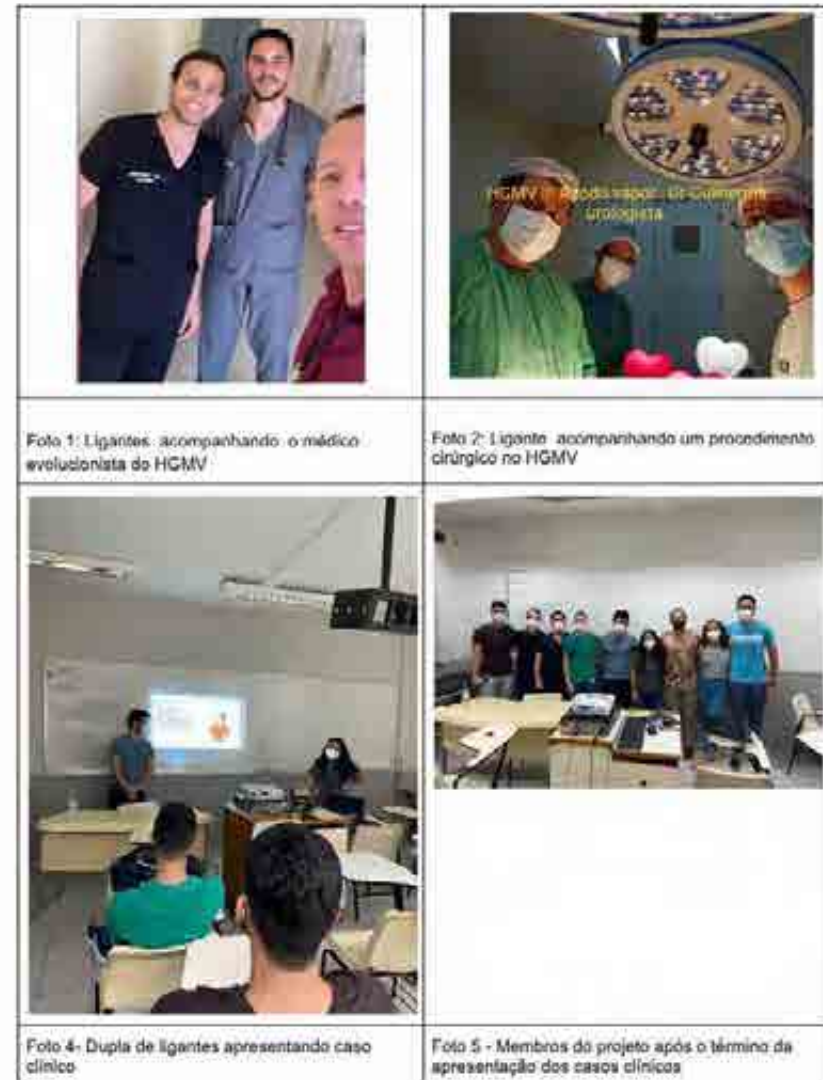 HGMV
urologista
Foto 1: Ligantes acompanhando o médico
evolucionista do HGMV
Foto 2: Ligante acompanhando um procedimento
cirúrgico no HGMV
Foto 4- Dupla de ligantes apresentando caso
clínico
Foto 5 - Membros do projeto após o término da
apresentação dos casos clínicos